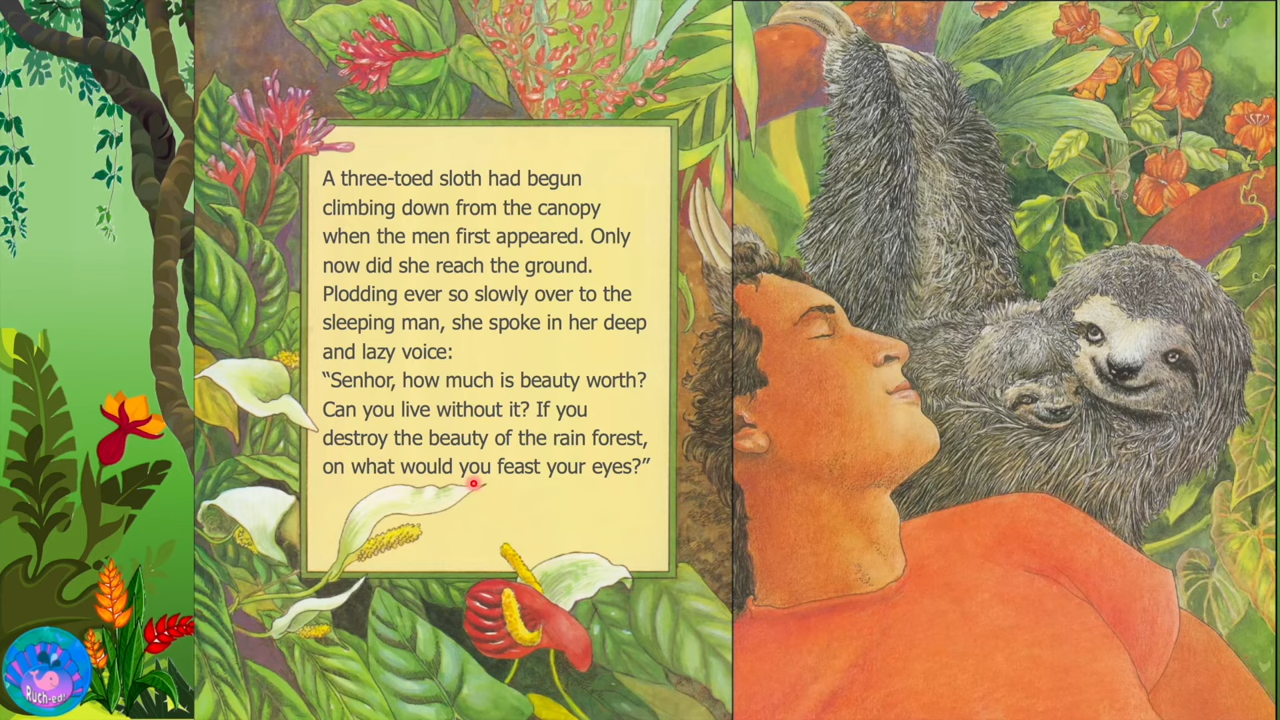 A three-toed sloth had begun
climbing down from the canopy
when the men first appeared. Only
now did she reach the ground.
Plodding ever so slowly over to the
sleeping man, she spoke in her deep
and lazy voice:
“Senhor, how much is beauty worth?
Can you live without it? If you
destroy the beauty of the rain forest,
on what would you feast your eyes?”
Ruch-ed